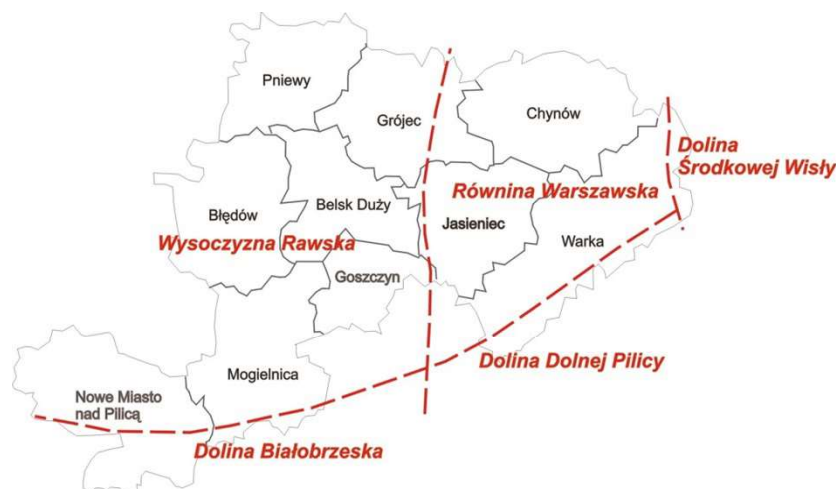 Pniewy
Grójec
Chynów
Dolina
Środkowej Wisły
Równina Warszawska
Belsk Duży
Błędów
Jasieniec
Wysoczyzna Rawska
Warka
Goszczyn
Dolina Dolnej Pilicy
Mogielnica
Nowe Miasto
nad Pilicą
Dolina Białobrzeska